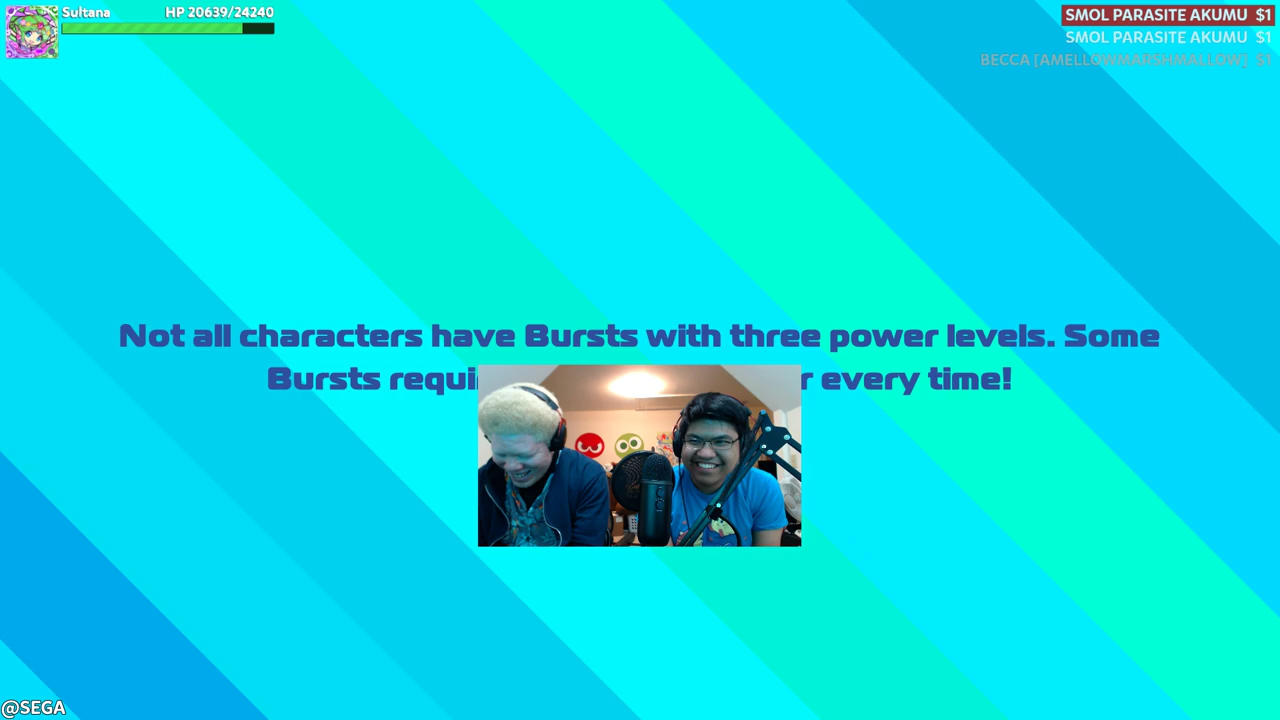 Sultana HP 20639/24240
SMOL PARASITE AKUMU $1
SMOL PARASITE AKUMU $1
BECCA [AMELLOWMARSHMALLOW] $1
Not all characters have Bursts with three power levels. Some
Bursts every time!
@SEGA